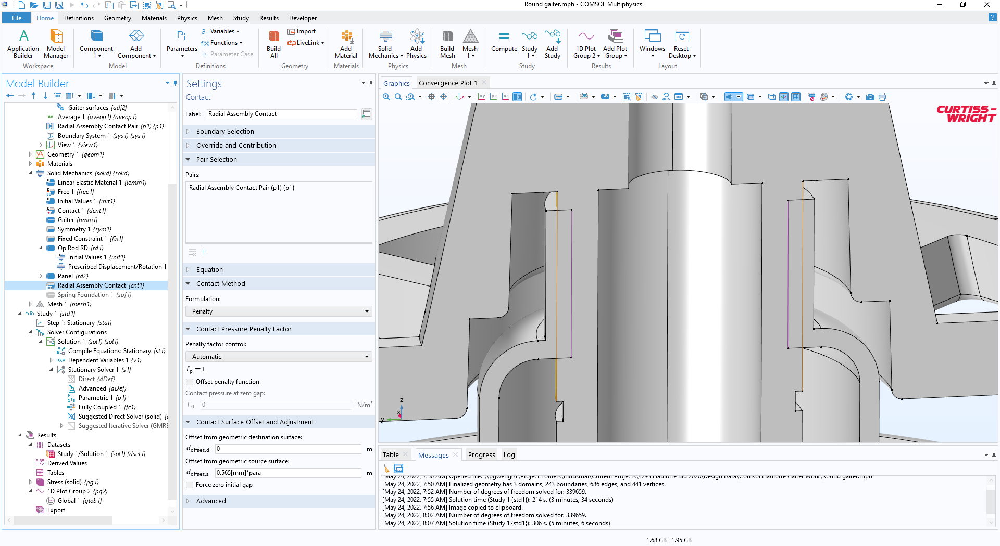 Round gaiter.mph - COMSOL Multiphysics
File Home Definitions Geometry Materials Physics Mesh Study Results Developer
Application Builder
Model Manager
Workspace
Component 1
Add Component
Model
Parameters
a= Variables
f(x) Functions
Pi Parameter Case
Definitions
Build All
Import
LiveLink
Geometry
Add Material
Materials
Solid Mechanics
Add Physics
Physics
Build Mesh
Mesh 1
Mesh
Compute
Study 1
Add Study
Study
1D Plot Group 2
Add Plot Group
Results
Windows
Reset Desktop
Layout
Model Builder
Gaiter surfaces {adj2}
Average 1 (aveop1) {aveop1}
Radial Assembly Contact Pair (p1) {p1}
Boundary System 1 (sys1) {sys1}
View 1 {view1}
Geometry 1 {geom1}
Materials
Solid Mechanics (solid) {solid}
Linear Elastic Material 1 {lemm1}
Free 1 {free1}
Initial Values 1 {init1}
Contact 1 {dcnt1}
Gaiter {hmm1}
Symmetry 1 {sym1}
Fixed Constraint 1 {fix1}
Op Rod RD {rd1}
Initial Values 1 {init1}
Prescribed Displacement/Rotation 1
Panel {rd2}
Radial Assembly Contact {cnt1}
Spring Foundation 1 {spf1}
Mesh 1 {mesh1}
Study 1 {std1}
Step 1: Stationary {stat}
Solver Configurations
Solution 1 (sol1) {sol1}
Compile Equations: Stationary {st1}
Dependent Variables 1 {v1}
Stationary Solver 1 {s1}
Direct {dDef}
Advanced {aDef}
Parametric 1 {p1}
Fully Coupled 1 {fc1}
Suggested Direct Solver (solid) {
Suggested Iterative Solver (GMRE
Results
Datasets
Study 1/Solution 1 (sol1) {dset1}
Derived Values
Tables
Stress (solid) {pg1}
1D Plot Group 2 {pg2}
Global 1 {glob1}
Export
Settings
Contact
Label: Radial Assembly Contact
Boundary Selection
Override and Contribution
Pair Selection
Pairs:
Radial Assembly Contact Pair (p1) {p1}
Equation
Contact Method
Formulation:
Penalty
Contact Pressure Penalty Factor
Penalty factor control:
Automatic
fp = 1
Offset penalty function
Contact pressure at zero gap:
T0 0 N/m²
Contact Surface Offset and Adjustment
Offset from geometric destination surface:
doffset,d 0 m
Offset from geometric source surface:
doffset,s 0.565[mm]*para m
Force zero initial gap
Advanced
Graphics Convergence Plot 1
CURTISS-
WRIGHT
z
x
y
Table Messages Progress Log
[May 24, 2022, 7:50 AM] Opened file: \\pgweng01\Project Folders\Industrial\Current Projects\4293 Haulotte Bid 2020\Design Data\Comsol Haulotte Gaiter Work\Round gaiter.mph
[May 24, 2022, 7:50 AM] Finalized geometry has 3 domains, 243 boundaries, 686 edges, and 441 vertices.
[May 24, 2022, 7:52 AM] Number of degrees of freedom solved for: 339659.
[May 24, 2022, 7:55 AM] Solution time (Study 1 {std1}): 214 s. (3 minutes, 34 seconds)
[May 24, 2022, 7:56 AM] Image copied to clipboard.
[May 24, 2022, 8:02 AM] Number of degrees of freedom solved for: 339659.
[May 24, 2022, 8:07 AM] Solution time (Study 1 {std1}): 306 s. (5 minutes, 6 seconds)
1.68 GB | 1.95 GB